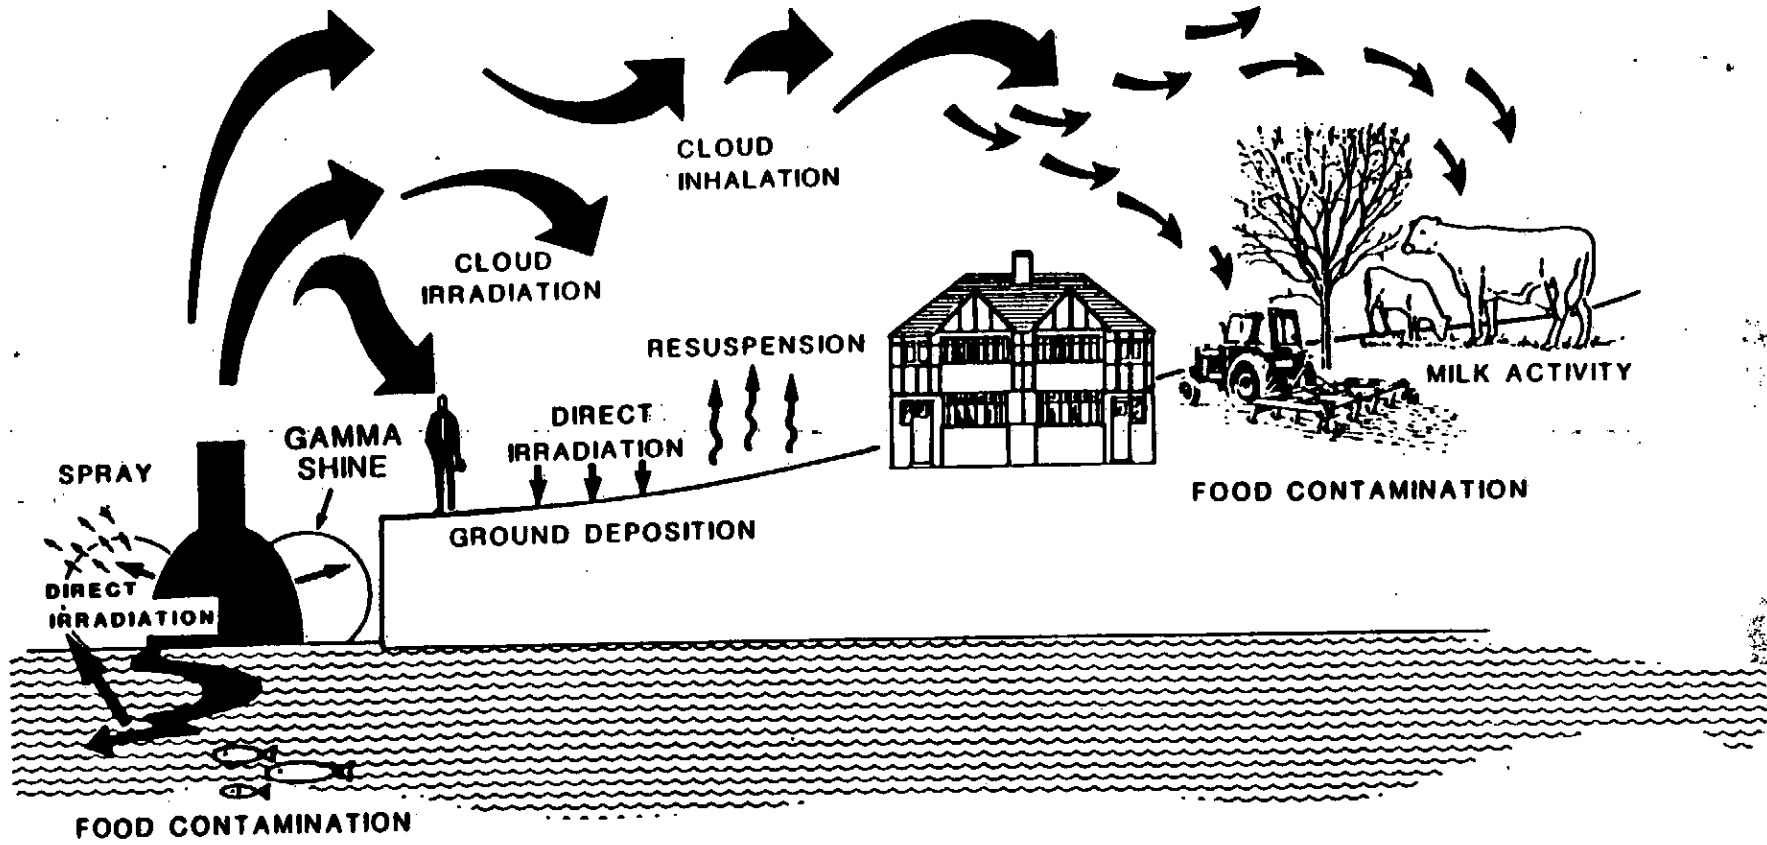 CLOUD
INHALATION
CLOUD
IRRADIATION
RESUSPENSION
MILK ACTIVITY
DIRECT
IRRADIATION
GAMMA
SHINE
SPRAY
FOOD CONTAMINATION
GROUND DEPOSITION
DIRECT
IRRADIATION
FOOD CONTAMINATION